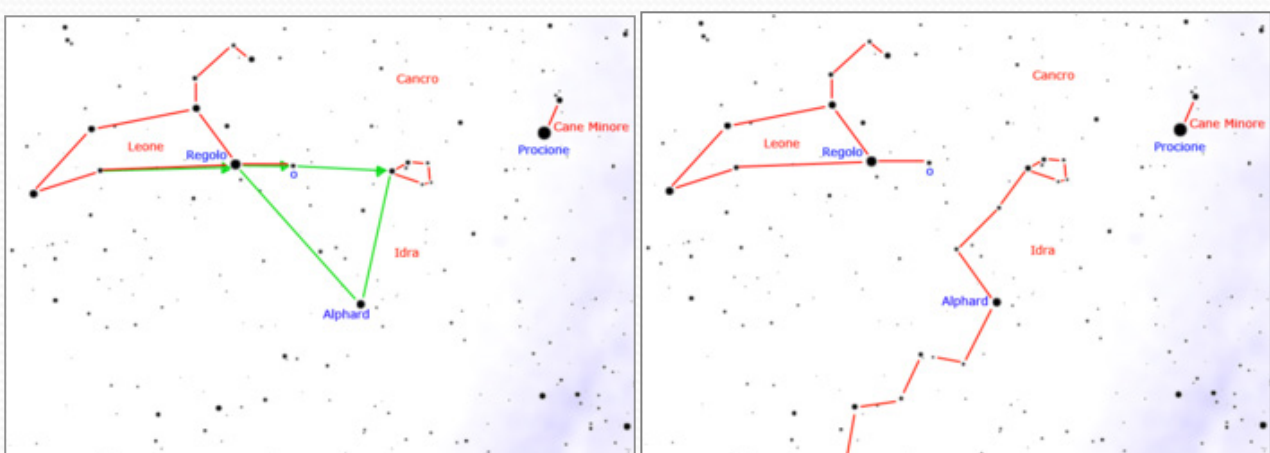 Cancro
Cane Minore
Procione
Leone
Regolo
o
Idra
Alphard
Cancro
Cane Minore
Procione
Leone
Regolo
o
Idra
Alphard